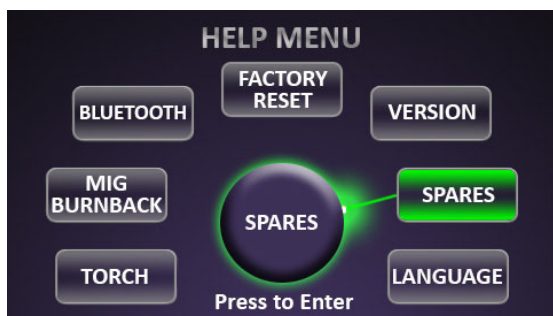 HELP MENU
FACTORY
RESET
BLUETOOTH
VERSION
MIG
BURNBACK
SPARES
SPARES
TORCH
LANGUAGE
Press to Enter